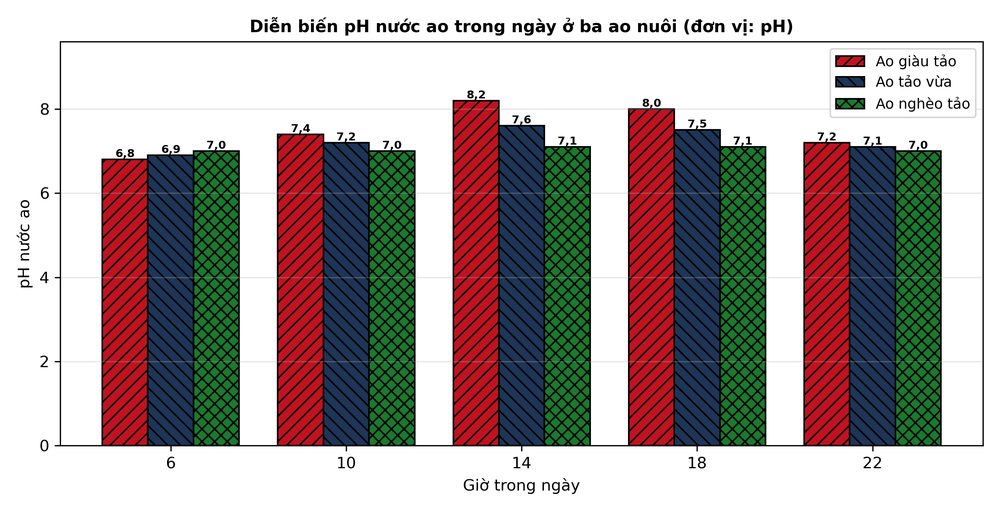 Diễn biến pH nước ao trong ngày ở ba ao nuôi (đơn vị: pH)
Ao giàu tảo
Ao tảo vừa
Ao nghèo tảo
pH nước ao
8
6
4
2
0
6,8 6,9 7,0
7,4 7,2 7,0
8,2 7,6 7,1
8,0 7,5 7,1
7,2 7,1 7,0
6 10 14 18 22
Giờ trong ngày